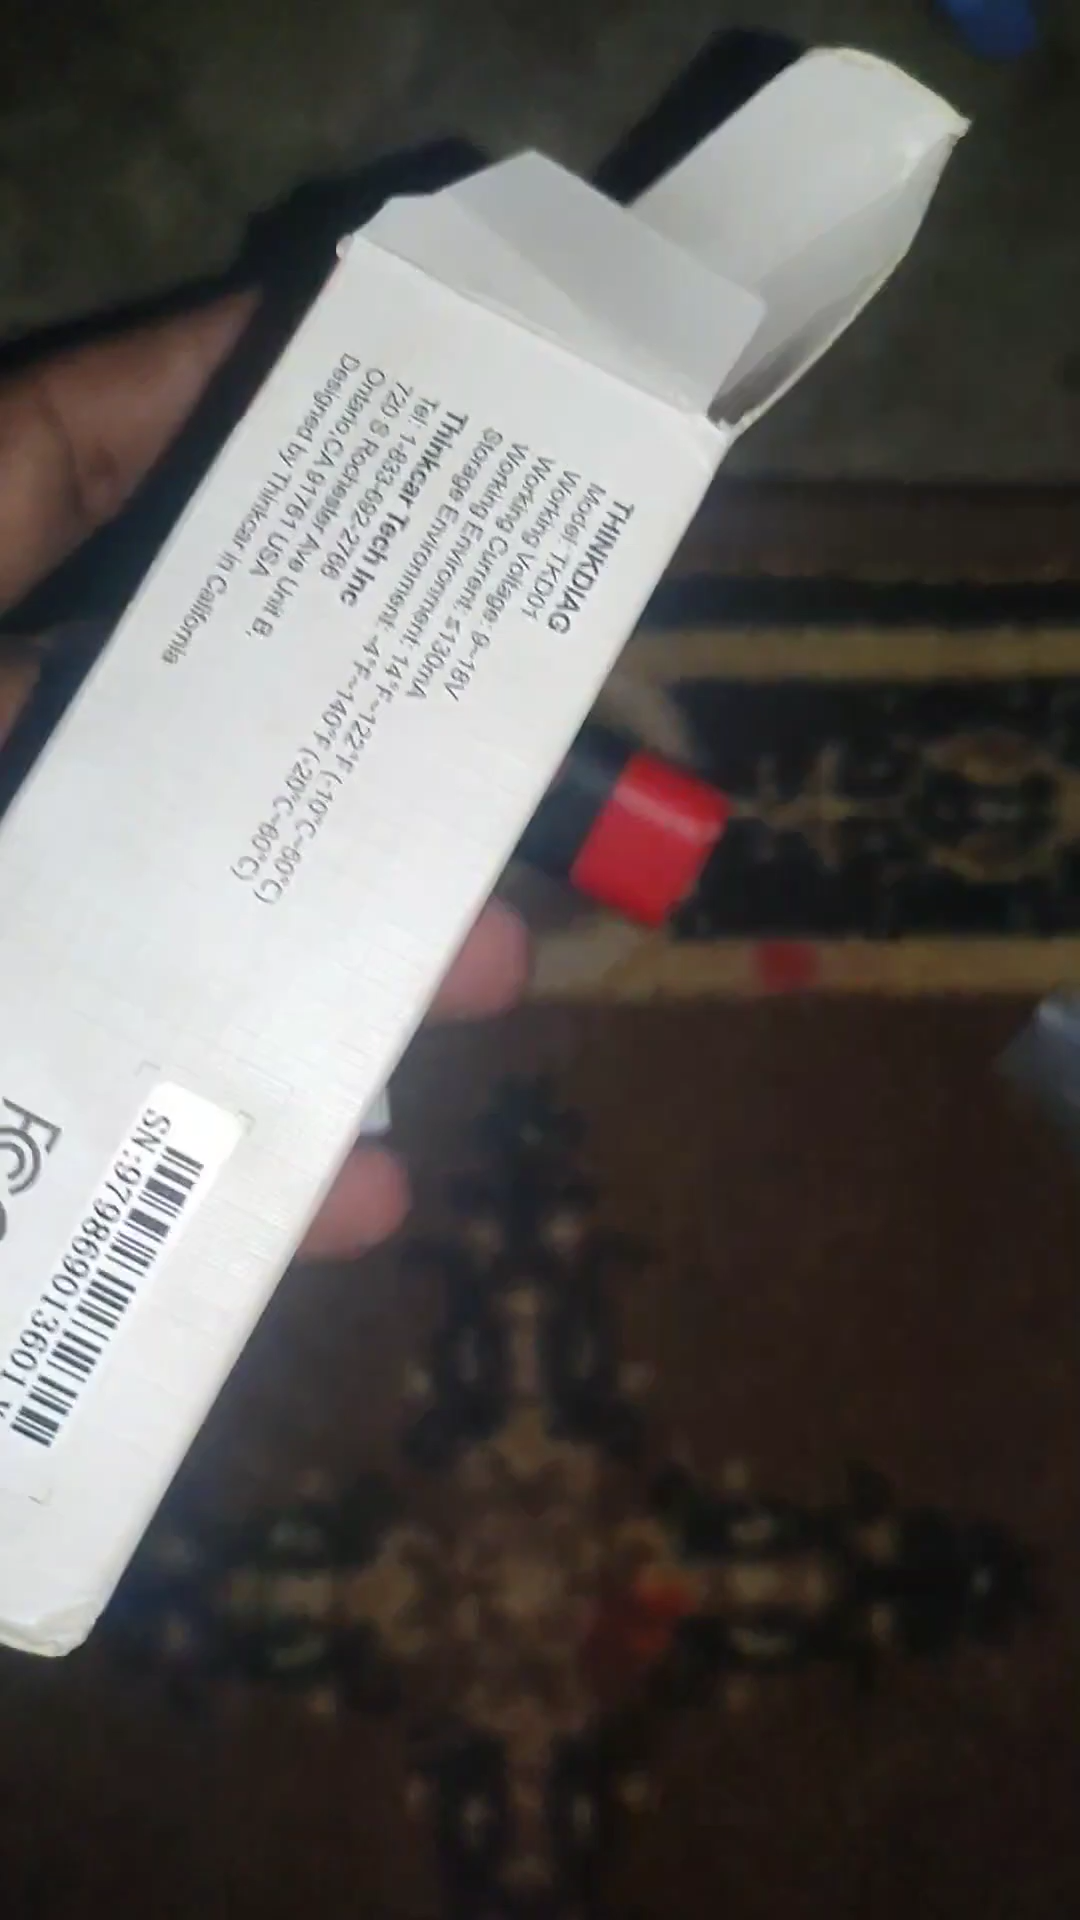 THINKDIAG
Model: TKD01
Working Voltage: 9~18V
Working Current: ≤130mA
Working Environment: 14°F~122°F (-10°C~60°C)
Storage Environment: -4°F~140°F (-20°C~60°C)
Thinkcar Tech Inc
Tel: 1-833-692-2766
720 S Rochester Ave Unit B,
Ontario,CA 91761 USA
Designed by Thinkcar in California
FC
SN:979869013601